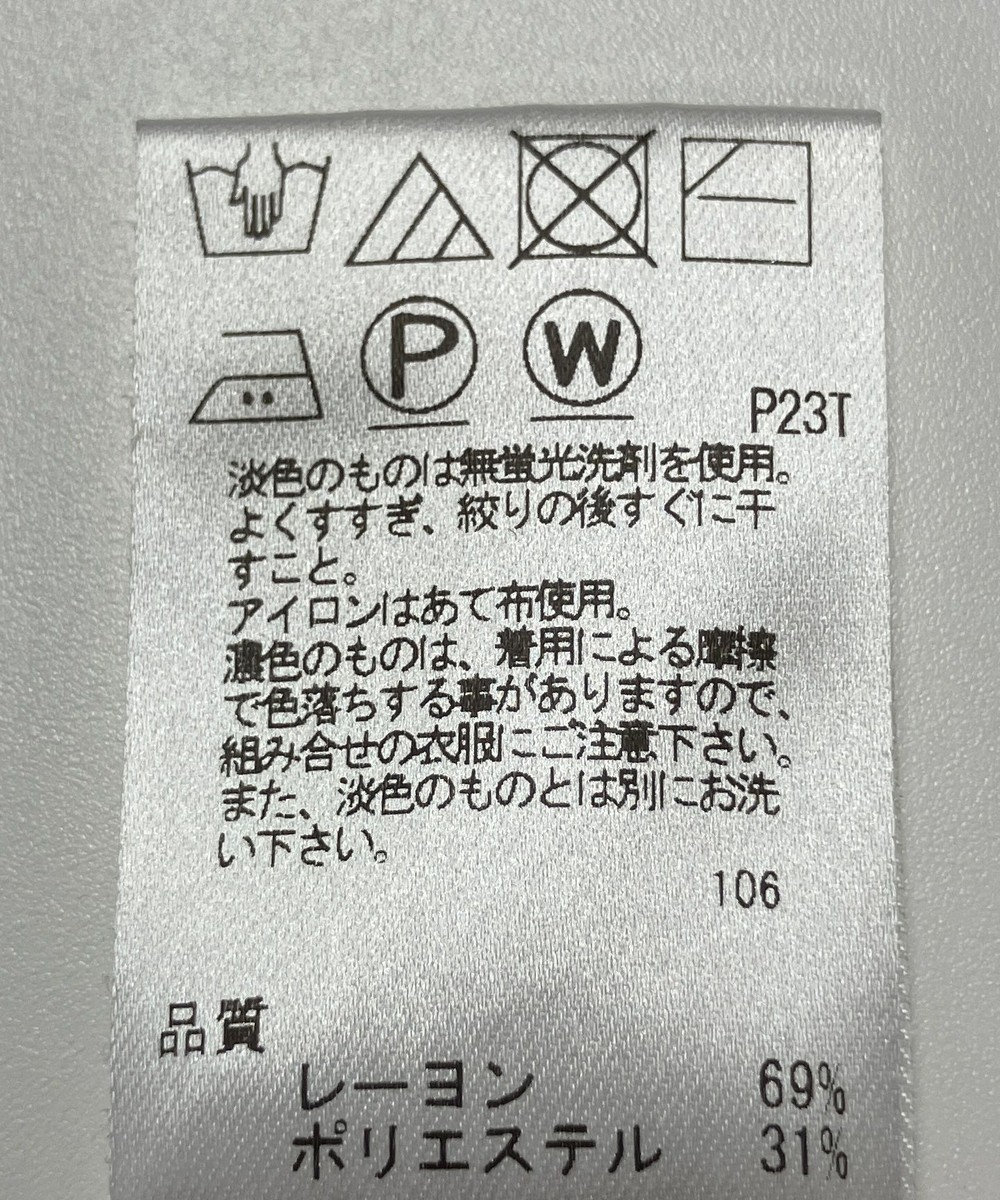 P W
P23T
淡色のものは無蛍光洗剤を使用。
よくすすぎ、絞りの後すぐに干
すこと。
アイロンはあて布使用。
濃色のものは、着用による摩擦
で色落ちする事がありますので、
組み合せの衣服にご注意下さい。
また、淡色のものとは別にお洗
い下さい。
106
品質
レーヨン 69%
ポリエステル 31%